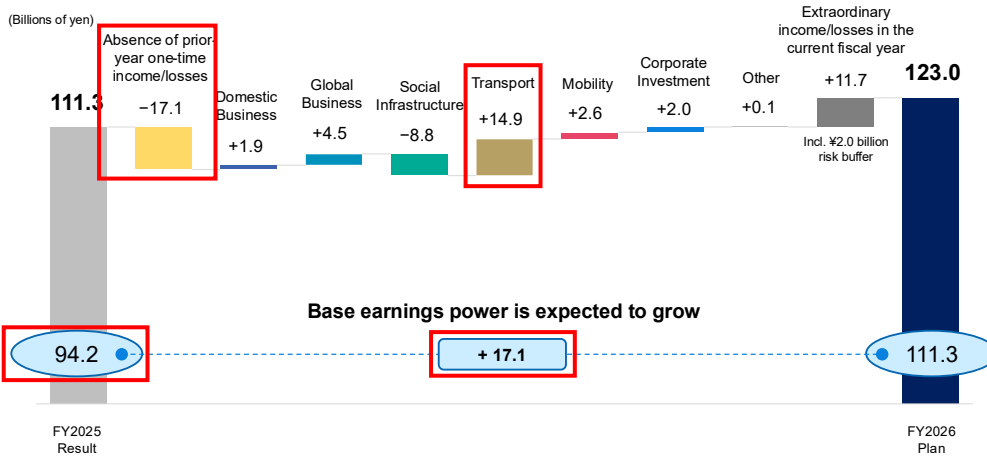 (Billions of yen)
111.3
Absence of prior-
year one-time
income/losses
−17.1
Domestic
Business
+1.9
Global
Business
+4.5
Social
Infrastructure
−8.8
Transport
+14.9
Mobility
+2.6
Corporate
Investment
+2.0
Other
+0.1
Extraordinary
income/losses in the
current fiscal year
+11.7
Incl. ¥2.0 billion
risk buffer
123.0
Base earnings power is expected to grow
94.2
+ 17.1
111.3
FY2025
Result
FY2026
Plan